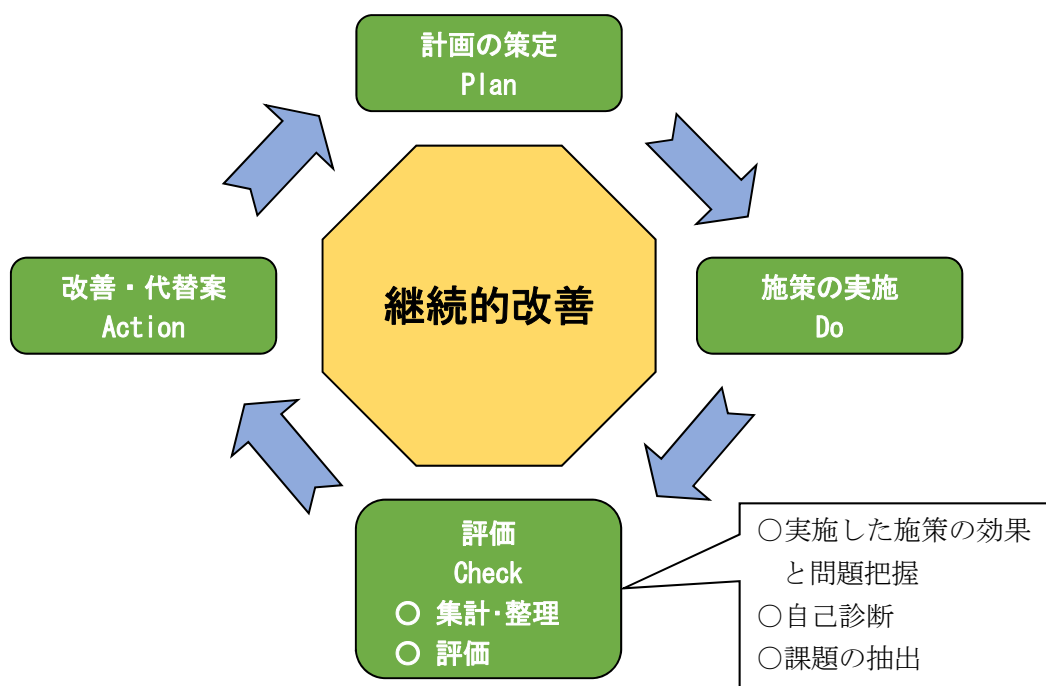 計画の策定
Plan
改善・代替案
Action
継続的改善
施策の実施
Do
評価
Check
○ 集計・整理
○ 評価
○実施した施策の効果
と問題把握
○自己診断
○課題の抽出